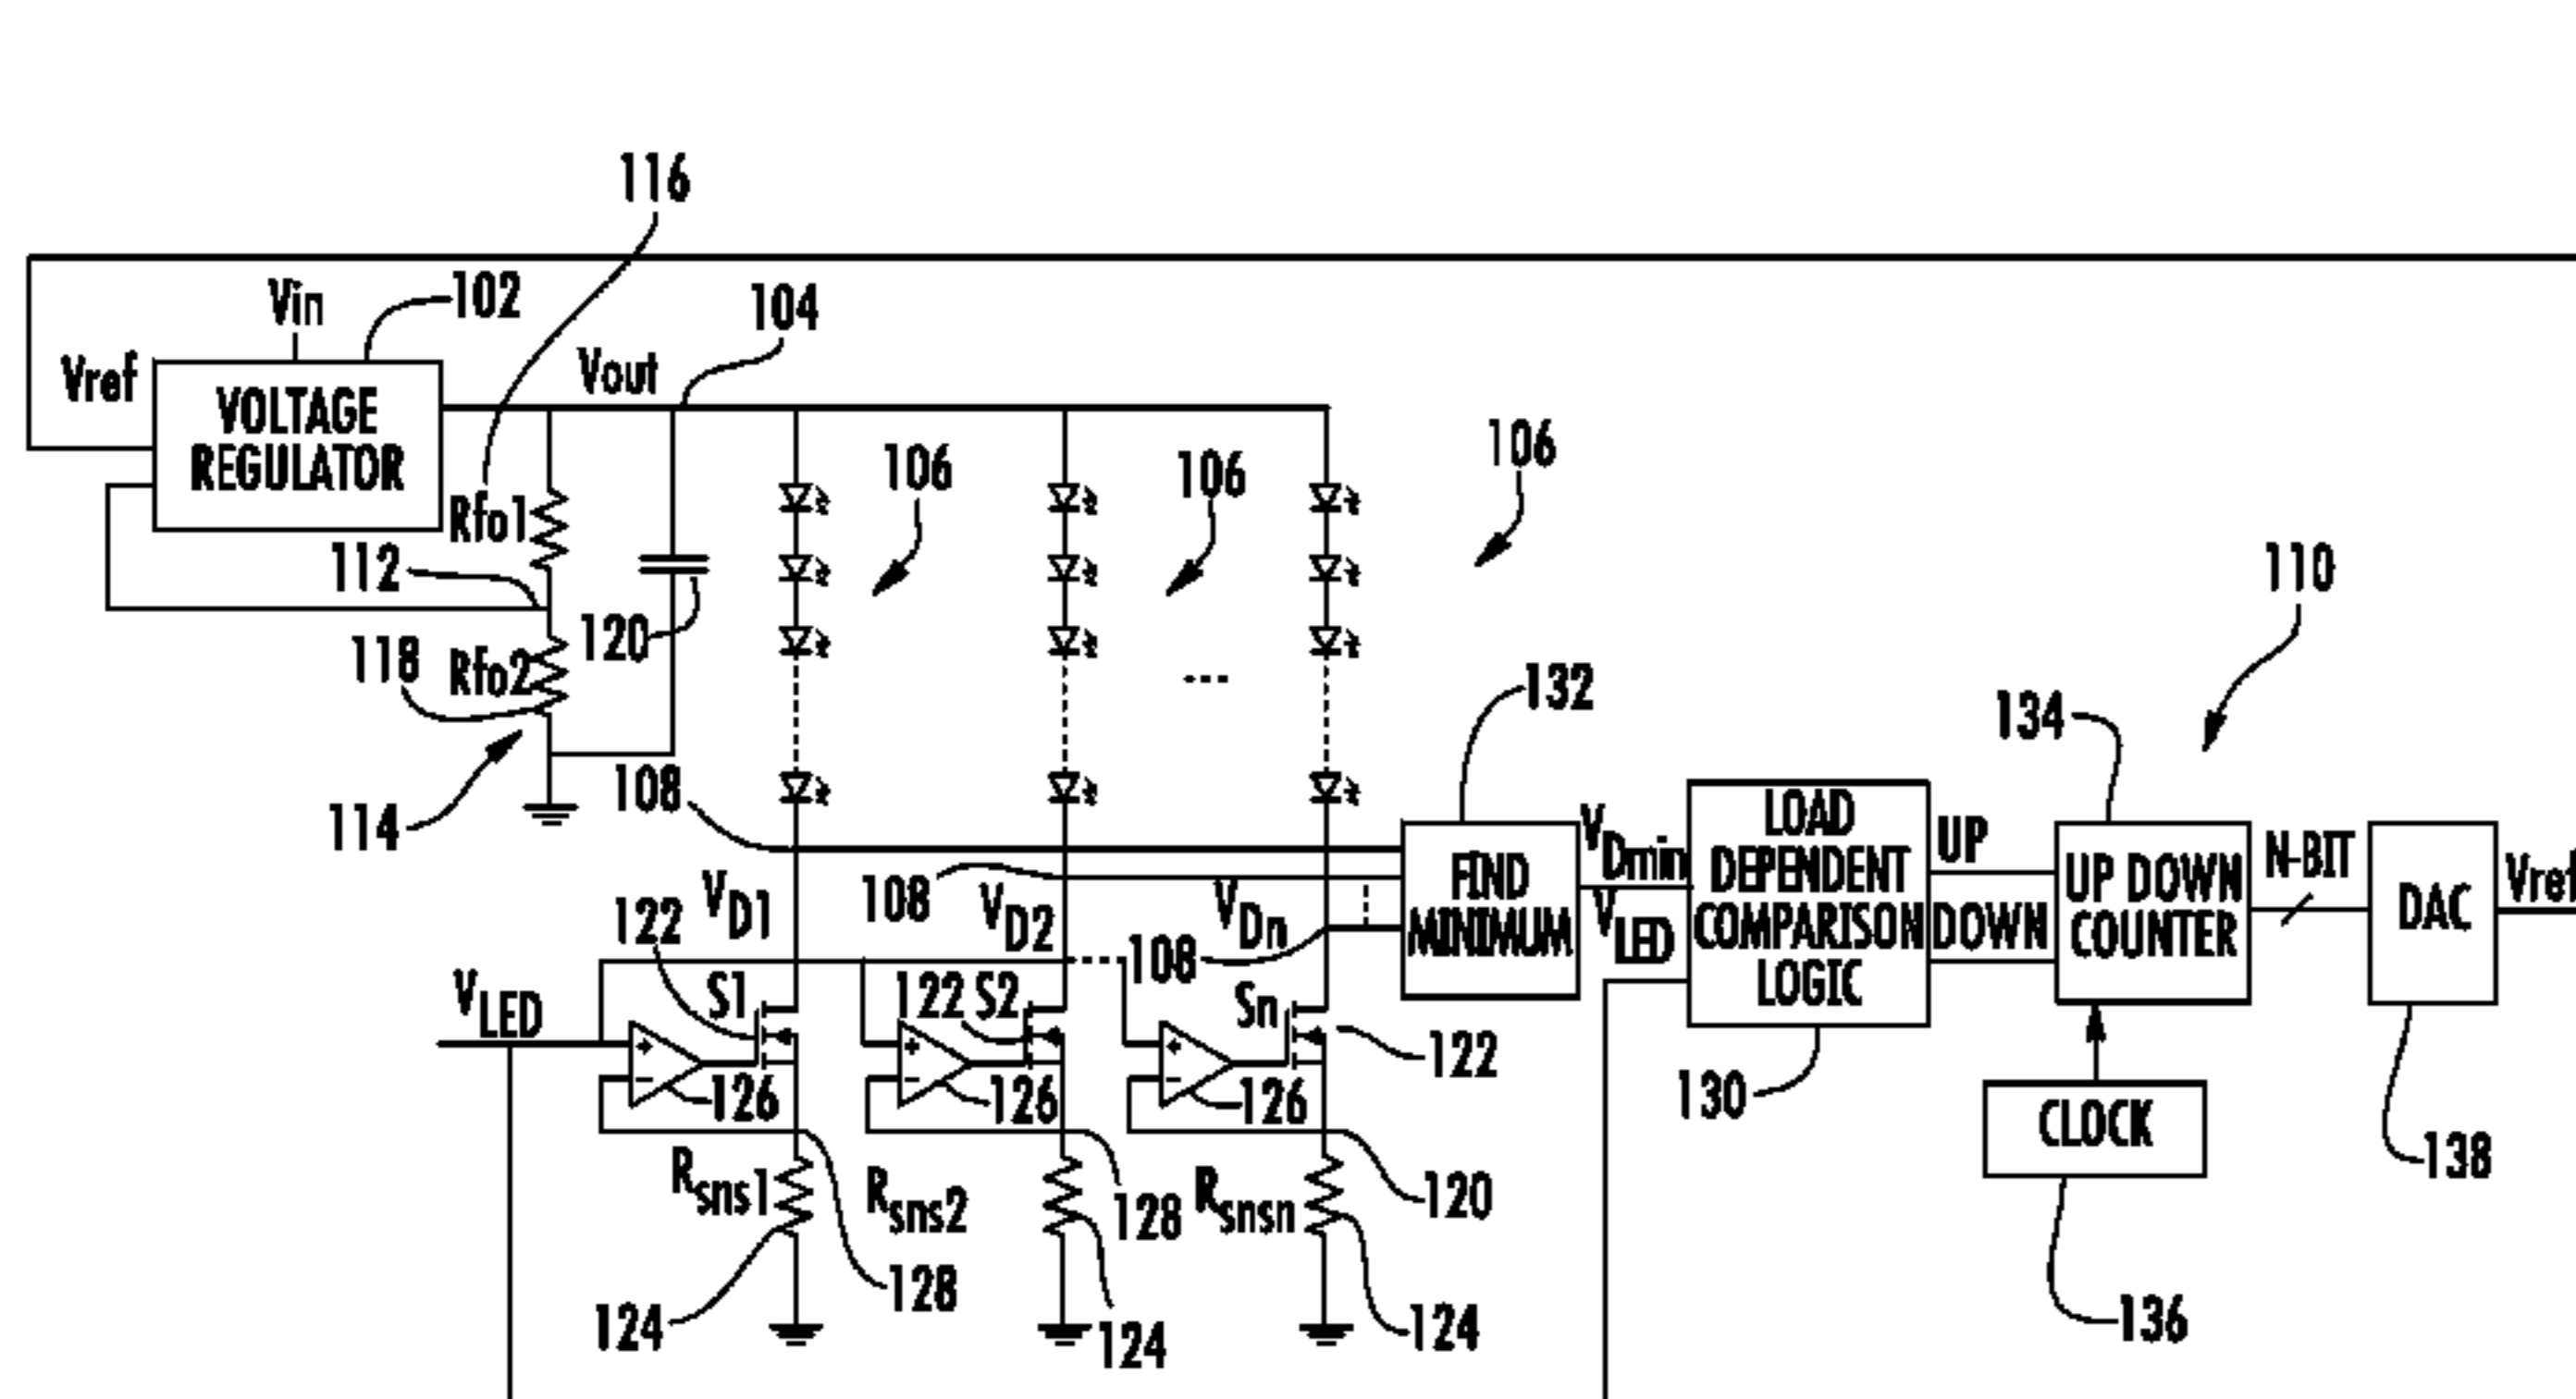 116
Vin
102
104
Vref
Vout
VOLTAGE
REGULATOR
106
106
106
Rfo1
112
110
120
118
Rfo2
132
134
108
114
VDmin
LOAD
DEPENDENT
COMPARISON
LOGIC
UP
DOWN
UP DOWN
COUNTER
N-BIT
DAC
Vref
FIND
MINIMUM
VD1
108
VD2
VDn
VLED
122
108
VLED
S1
122
S2
Sn
122
126
126
126
130
CLOCK
138
Rsns1
Rsns2
128
Rsnsn
120
128
124
124
124
136